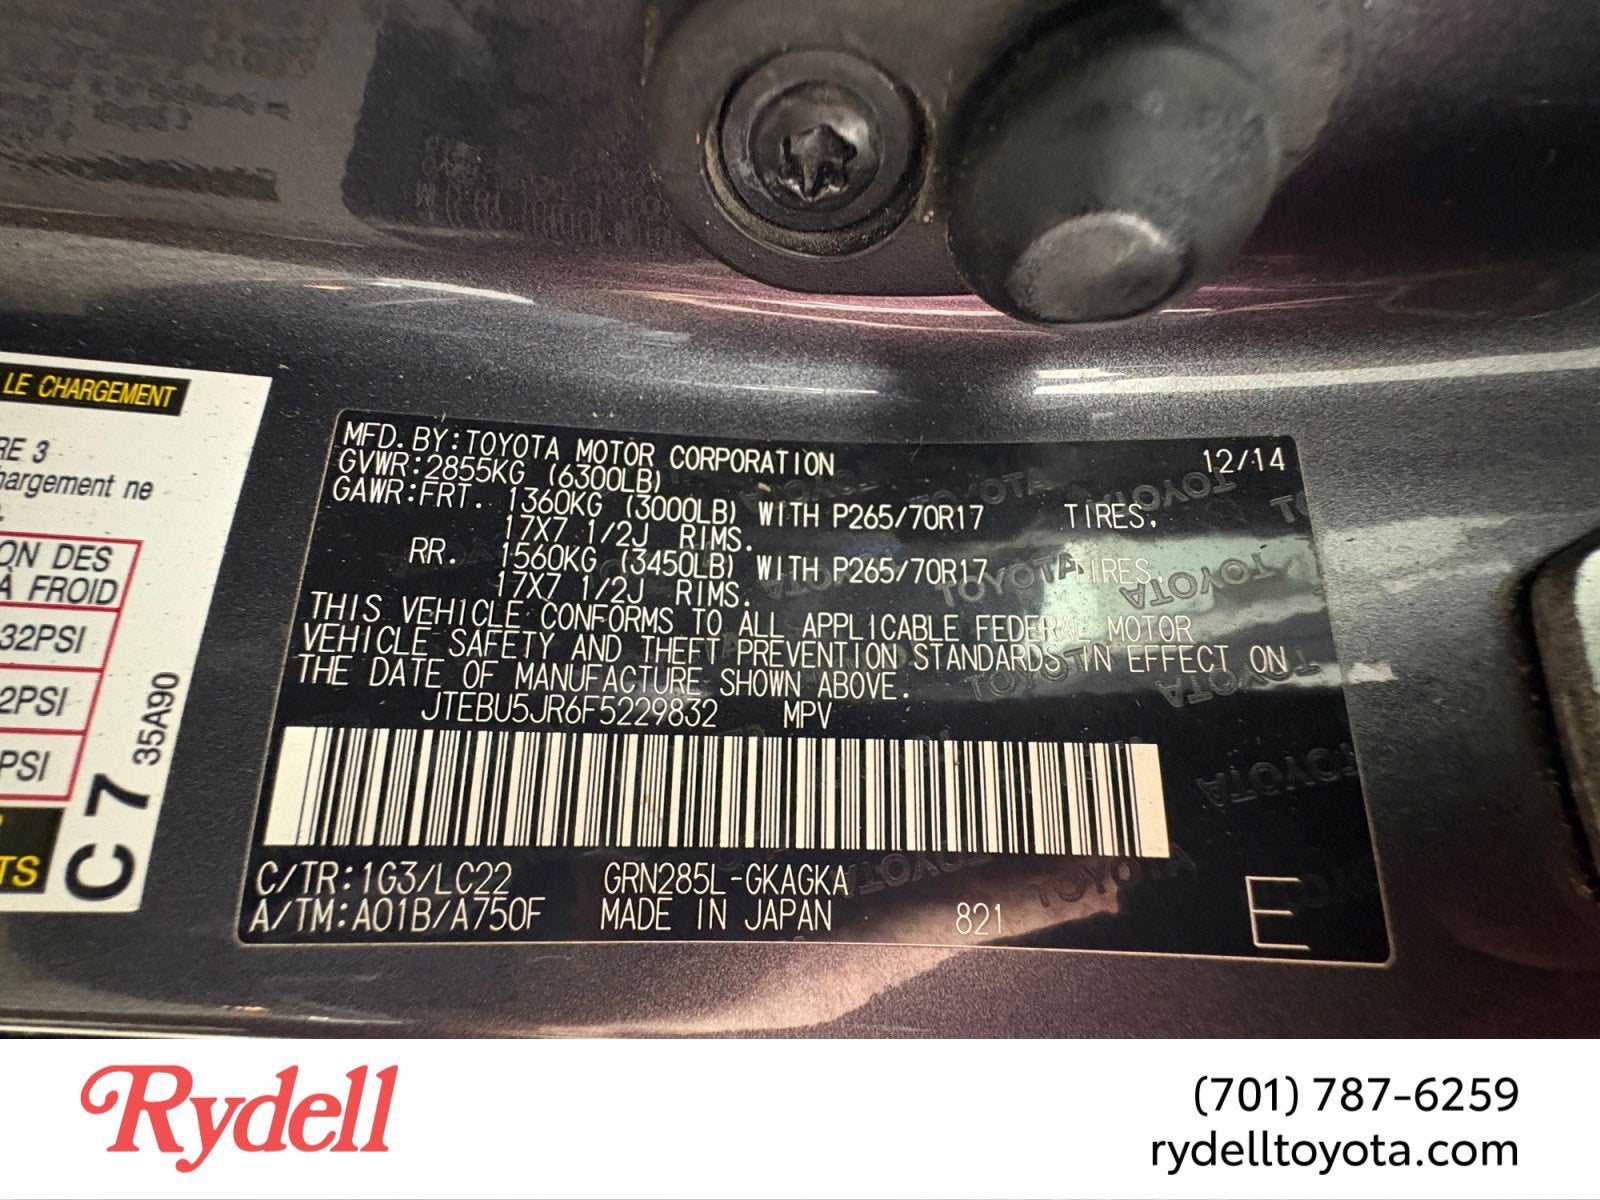 LE CHARGEMENT
RE 3
hargement ne
ON DES
À FROID
32PSI
2PSI
PSI
TS
C 7 35A90
MFD. BY: TOYOTA MOTOR CORPORATION 12/14
GVWR: 2855KG (6300LB)
GAWR: FRT. 1360KG (3000LB) WITH P265/70R17 TIRES.
17X7 1/2J RIMS.
RR. 1560KG (3450LB) WITH P265/70R17 TIRES.
17X7 1/2J RIMS.
THIS VEHICLE CONFORMS TO ALL APPLICABLE FEDERAL MOTOR
VEHICLE SAFETY AND THEFT PREVENTION STANDARDS IN EFFECT ON
THE DATE OF MANUFACTURE SHOWN ABOVE.
JTEBU5JR6F5229832 MPV
C/TR: 1G3/LC22 GRN285L-GKAGKA
A/TM: A01B/A750F MADE IN JAPAN 821 E
Rydell
(701) 787-6259
rydelltoyota.com